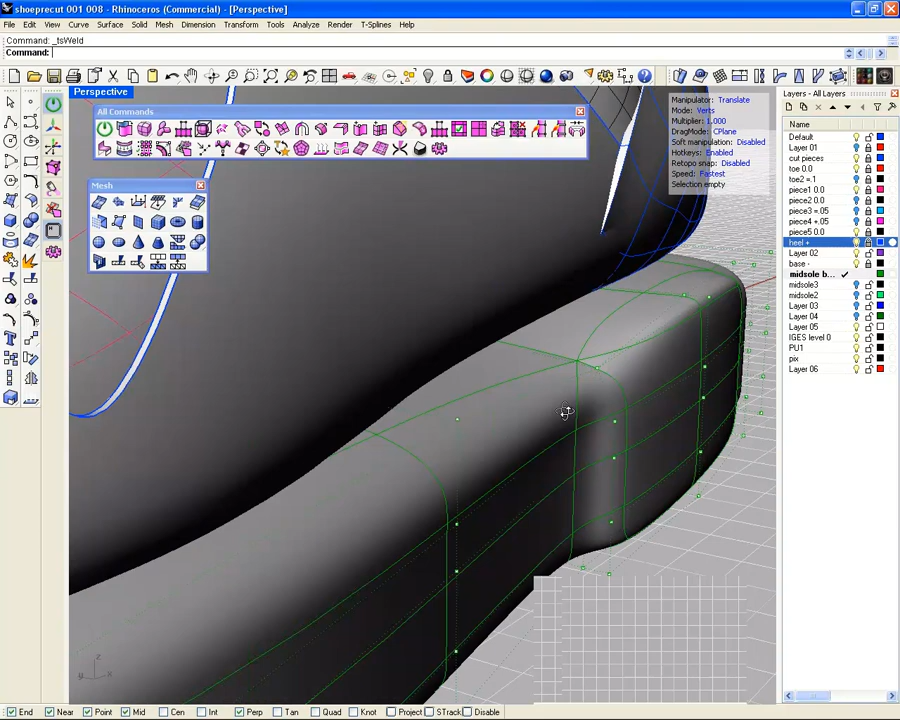 shoeprecut 001 008 - Rhinoceros (Commercial) - [Perspective]
File Edit View Curve Surface Solid Mesh Dimension Transform Tools Analyze Render T-Splines Help
Command: _tsWeld
Command:
Perspective
All Commands
Mesh
Manipulator: Translate
Mode: Verts
Multiplier: 1.000
DragMode: CPlane
Soft manipulation: Disabled
Hotkeys: Enabled
Retopo snap: Disabled
Speed: Fastest
Selection empty
Layers - All Layers
Name
Default
Layer 01
cut pieces
toe 0.0
toe2 =.1
piece1 0.0
piece2 0.0
piece3 =.05
piece4 +.05
piece5 0.0
heel +
Layer 02
base -
midsole b...
midsole3
midsole2
Layer 03
Layer 04
Layer 05
IGES level 0
PU1
pix
Layer 06
z
y x
End Near Point Mid Cen Int Perp Tan Quad Knot Project STrack Disable